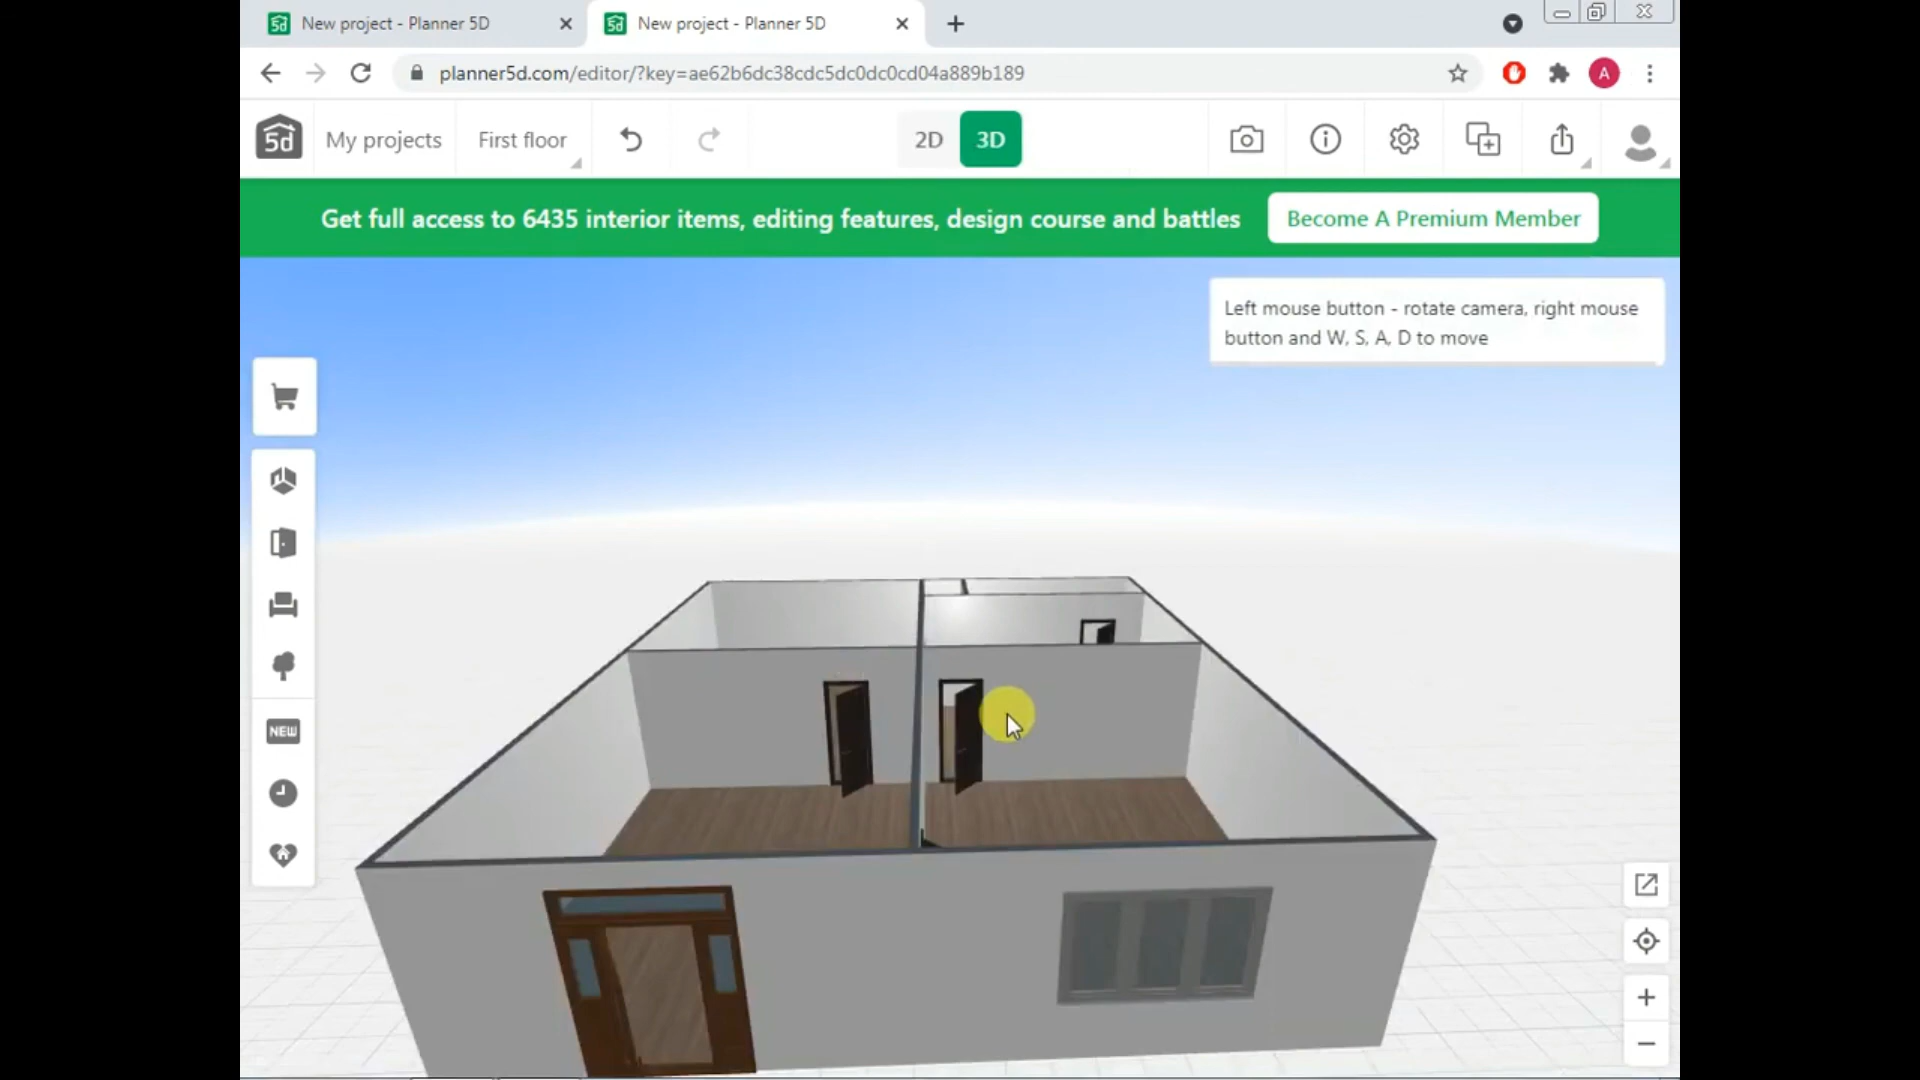 New project - Planner 5D
New project - Planner 5D
planner5d.com/editor/?key=ae62b6dc38cdc5dc0dc0cd04a889b189
A
5d
My projects
First floor
2D
3D
Get full access to 6435 interior items, editing features, design course and battles
Become A Premium Member
Left mouse button - rotate camera, right mouse
button and W, S, A, D to move
NEW